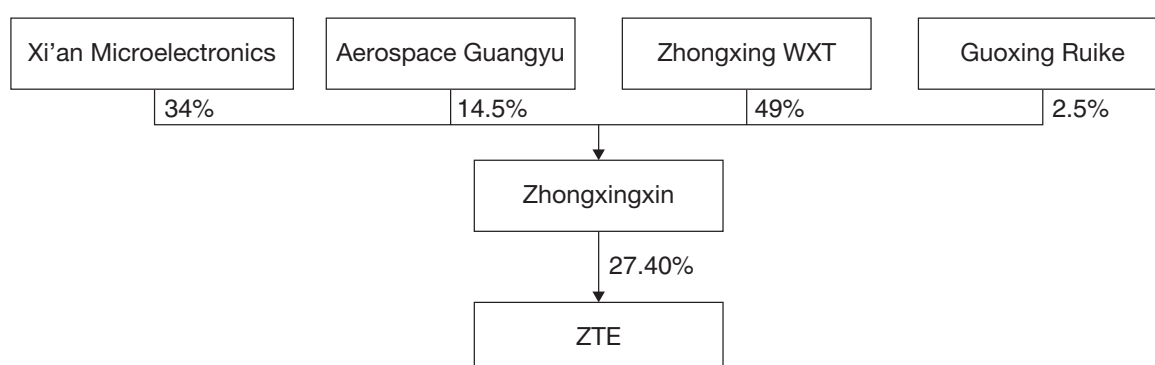 Xi’an Microelectronics
Aerospace Guangyu
Zhongxing WXT
Guoxing Ruike
34%
14.5%
49%
2.5%
Zhongxingxin
27.40%
ZTE